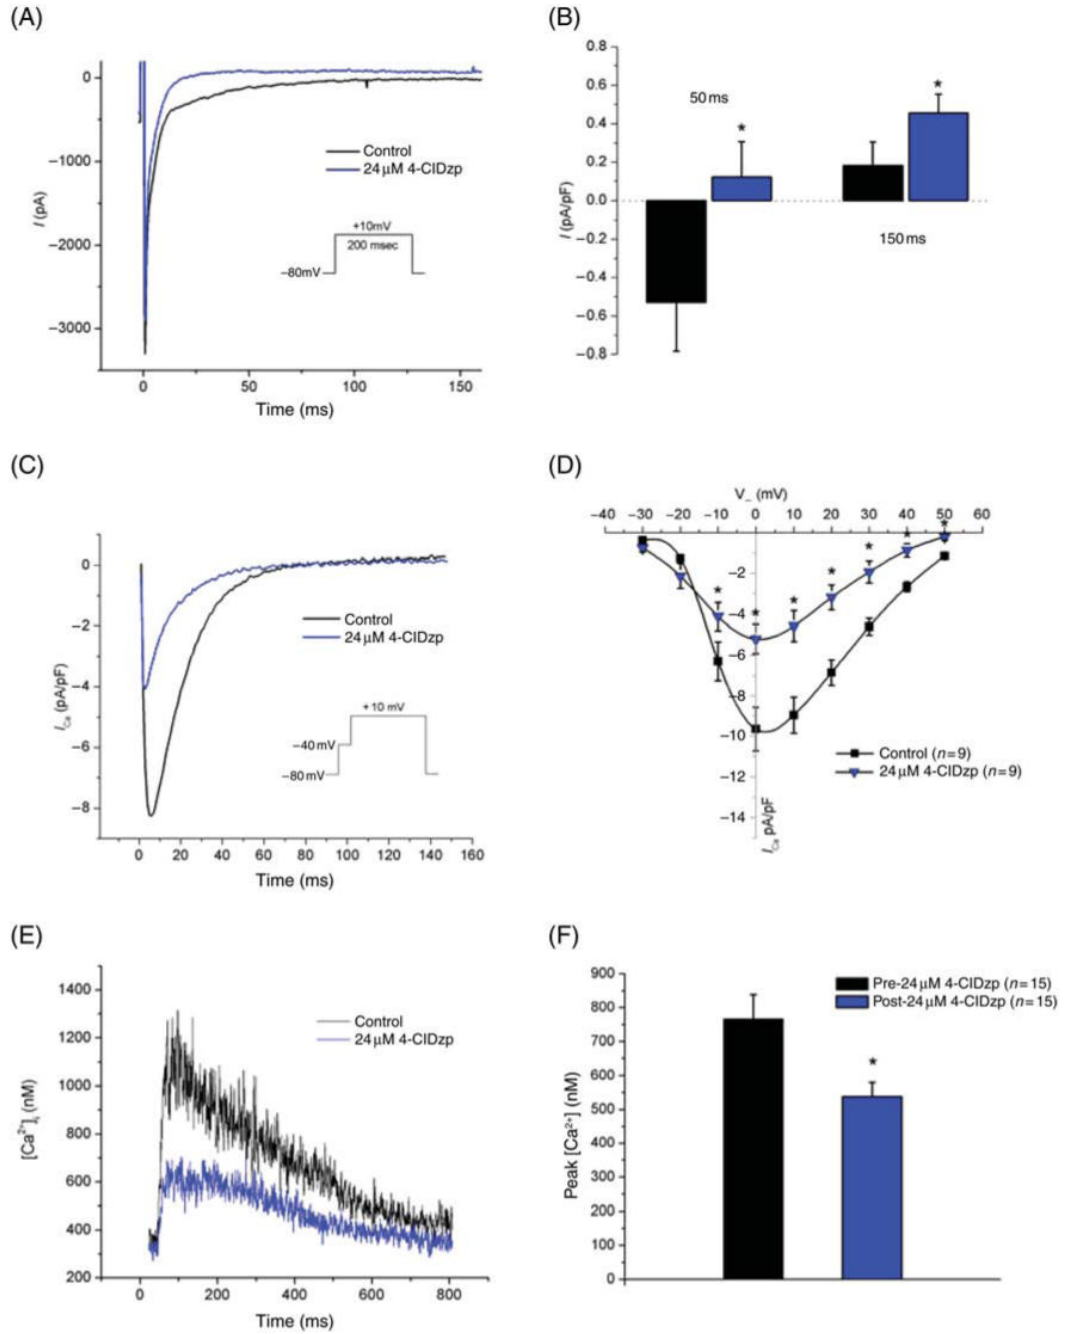 (A)
0
−1000
−2000
−3000
I (pA)
Control
24 μM 4-ClDzp
+10mV
200 msec
−80mV
0 50 100 150
Time (ms)
(B)
0.8
0.6
0.4
0.2
0.0
−0.2
−0.4
−0.6
−0.8
I (pA/pF)
50 ms
*
*
150 ms
(C)
0
−2
−4
−6
−8
I_Ca (pA/pF)
Control
24 μM 4-ClDzp
+10 mV
−40 mV
−80 mV
0 20 40 60 80 100 120 140 160
Time (ms)
(D)
V_ (mV)
−40 −30 −20 −10 0 10 20 30 40 50 60
* * * * * * *
−2
−4
−6
−8
−10
−12
−14
I_Ca pA/pF
Control (n=9)
24 μM 4-ClDzp (n=9)
(E)
1400
1200
1000
800
600
400
200
[Ca²⁺]ᵢ (nM)
Control
24 μM 4-ClDzp
0 200 400 600 800
Time (ms)
(F)
900
800
700
600
500
400
300
200
100
0
Peak [Ca²⁺] (nM)
Pre-24 μM 4-ClDzp (n=15)
Post-24 μM 4-ClDzp (n=15)
*